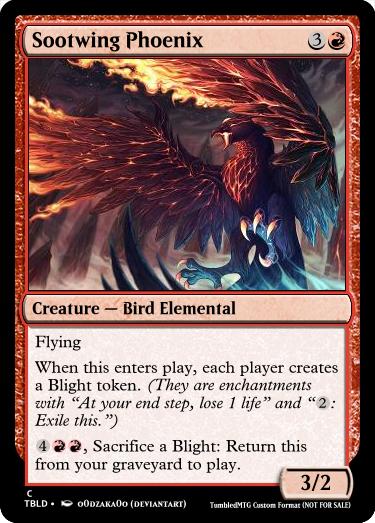 Sootwing Phoenix 3
Creature — Bird Elemental
Flying
When this enters play, each player creates
a Blight token. (They are enchantments
with “At your end step, lose 1 life” and “2:
Exile this.”)
4, Sacrifice a Blight: Return this
from your graveyard to play.
3/2
C
TBLD • oODZAKAOo (DEVIANTART)
TumbledMTG Custom Format (NOT FOR SALE)